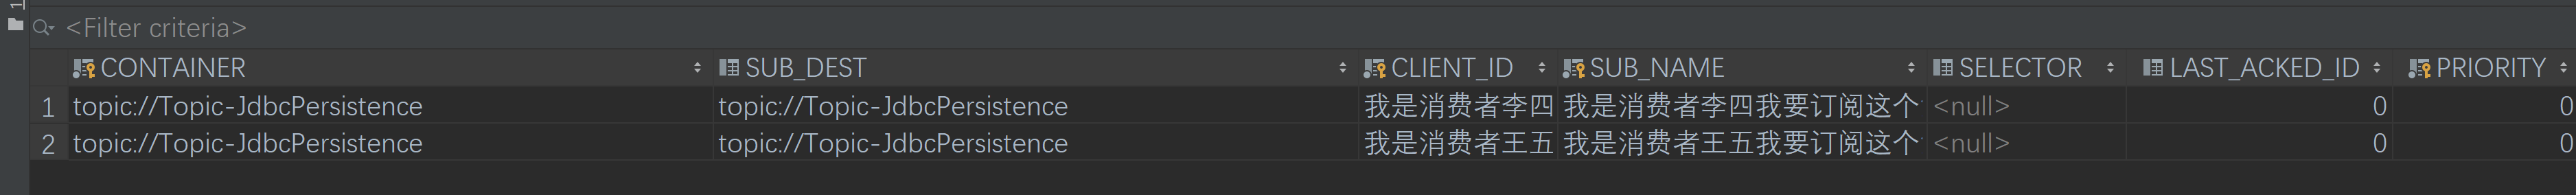 <Filter criteria>
CONTAINER SUB_DEST CLIENT_ID SUB_NAME SELECTOR LAST_ACKED_ID PRIORITY
1 topic://Topic-JdbcPersistence topic://Topic-JdbcPersistence 我是消费者李四 我是消费者李四我要订阅这个 <null> 0 0
2 topic://Topic-JdbcPersistence topic://Topic-JdbcPersistence 我是消费者王五 我是消费者王五我要订阅这个 <null> 0 0